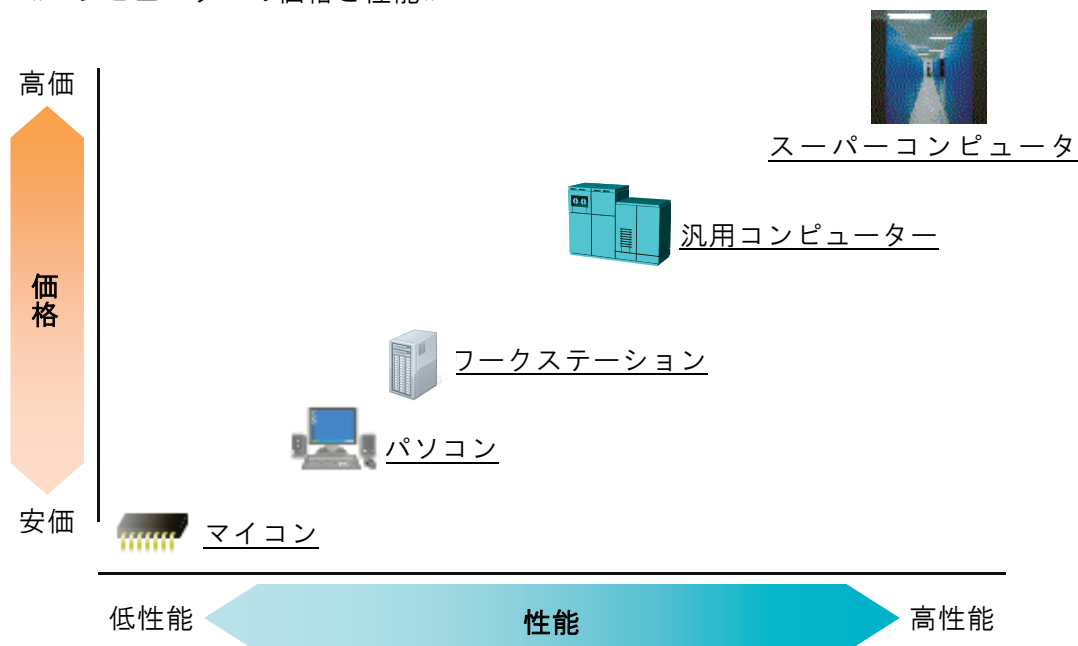 高価
スーパーコンピュータ
汎用コンピューター
価格
ワークステーション
パソコン
安価
マイコン
低性能
性能
高性能